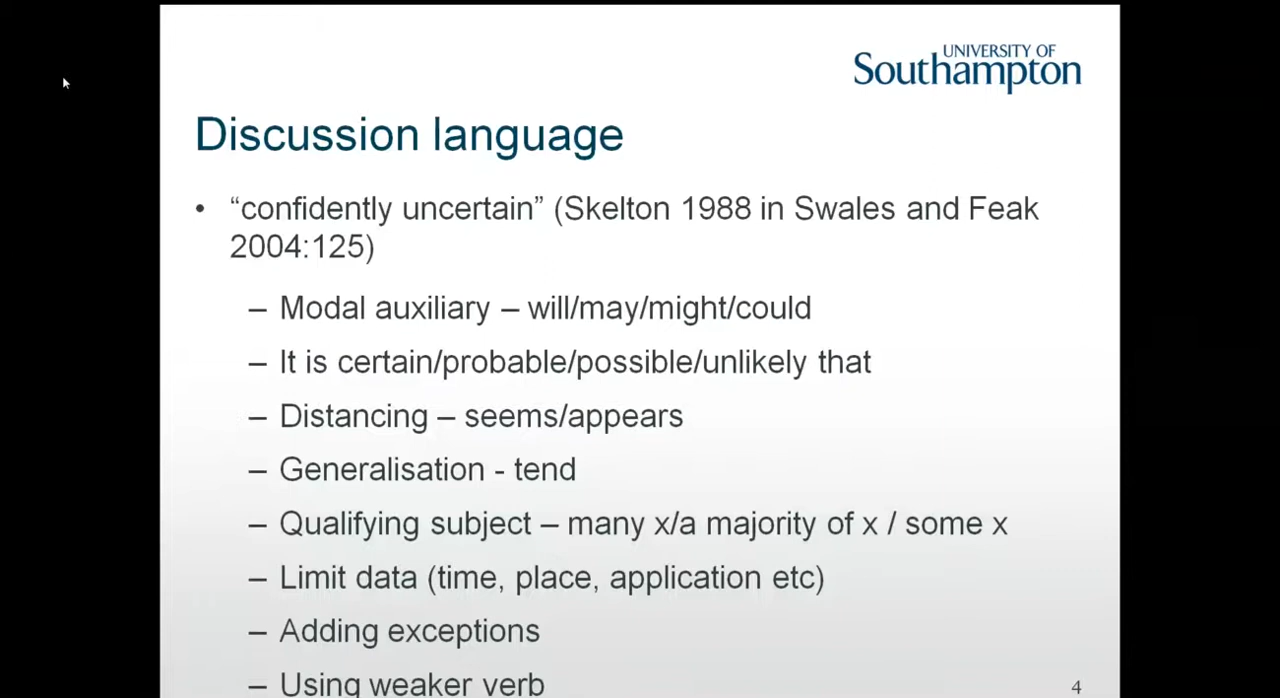 UNIVERSITY OF
Southampton
Discussion language
• “confidently uncertain” (Skelton 1988 in Swales and Feak
2004:125)
– Modal auxiliary – will/may/might/could
– It is certain/probable/possible/unlikely that
– Distancing – seems/appears
– Generalisation - tend
– Qualifying subject – many x/a majority of x / some x
– Limit data (time, place, application etc)
– Adding exceptions
– Using weaker verb
4